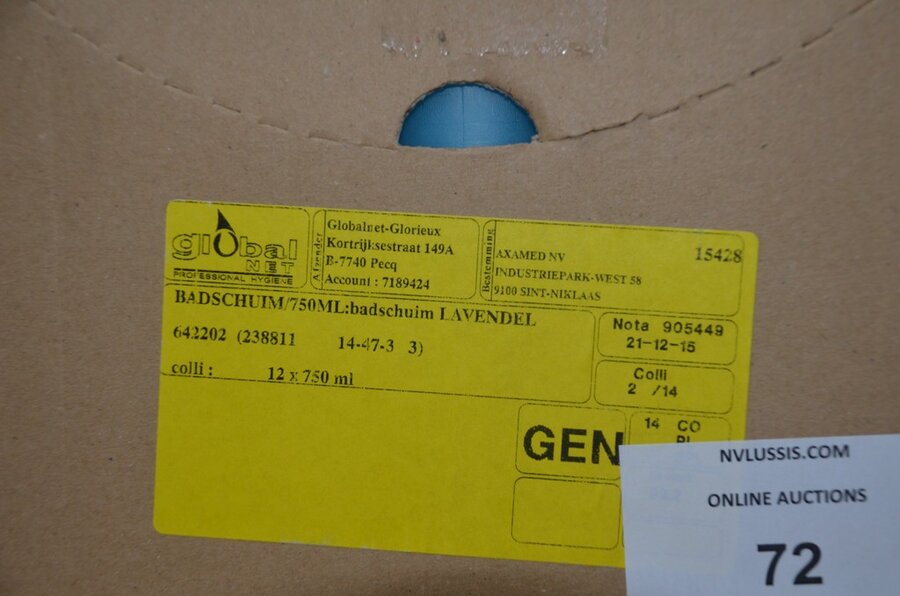 global
NET
PROFESSIONAL HYGIENE
Afzender
Globalnet-Glorieux
Kortrijksestraat 149A
B-7740 Pecq
Account : 7189424
Bestemming
15428
AXAMED NV
INDUSTRIEPARK-WEST 58
9100 SINT-NIKLAAS
BADSCHUIM/750ML:badschuim LAVENDEL
642202 (238811 14-47-3 3)
colli : 12 x 750 ml
Nota 905449
21-12-15
Colli
2 /14
GEN
14 CO
NVLUSSIS.COM
ONLINE AUCTIONS
72